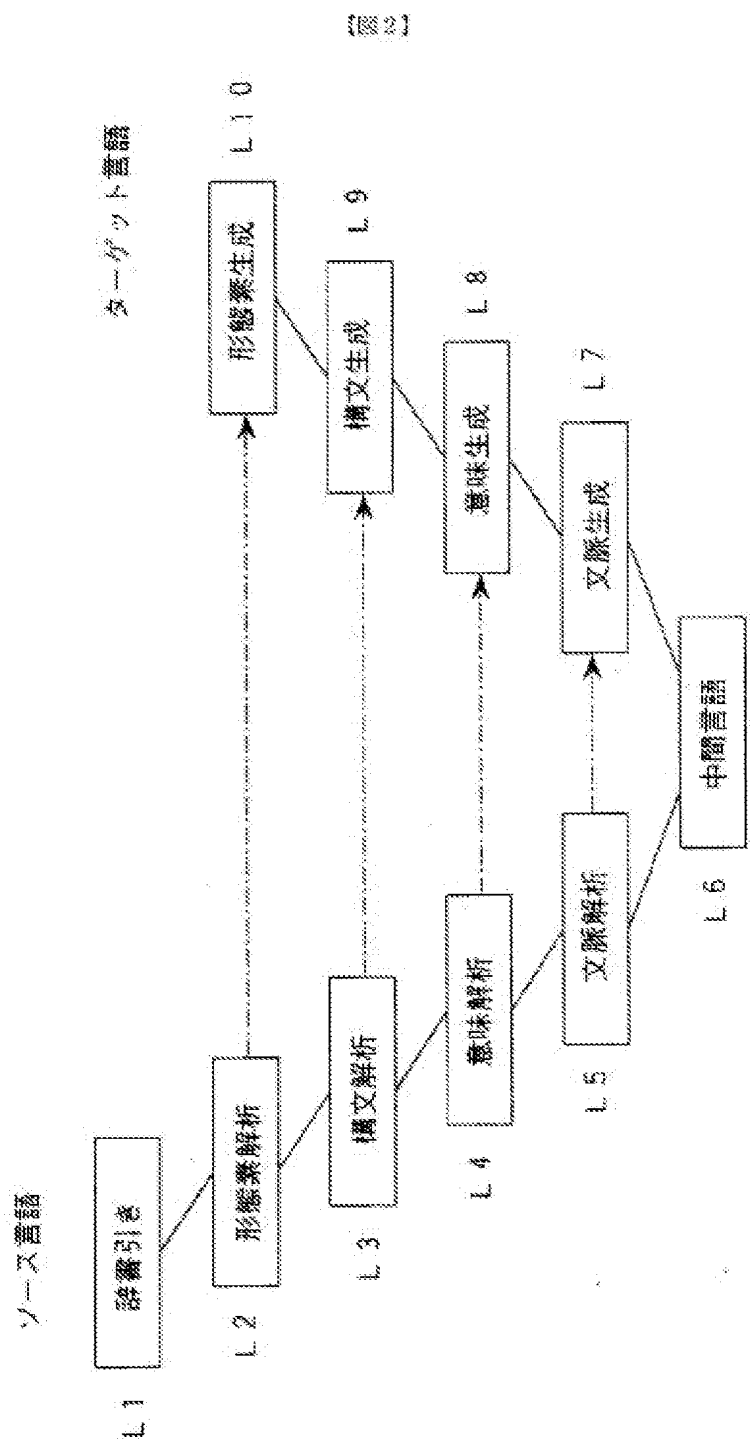 【図2】
ソース言語
ターゲット言語
L1
辞書引き
L2
形態素解析
形態素生成
L10
L3
構文解析
構文生成
L9
L4
意味解析
意味生成
L8
L5
文脈解析
文脈生成
L7
L6
中間言語